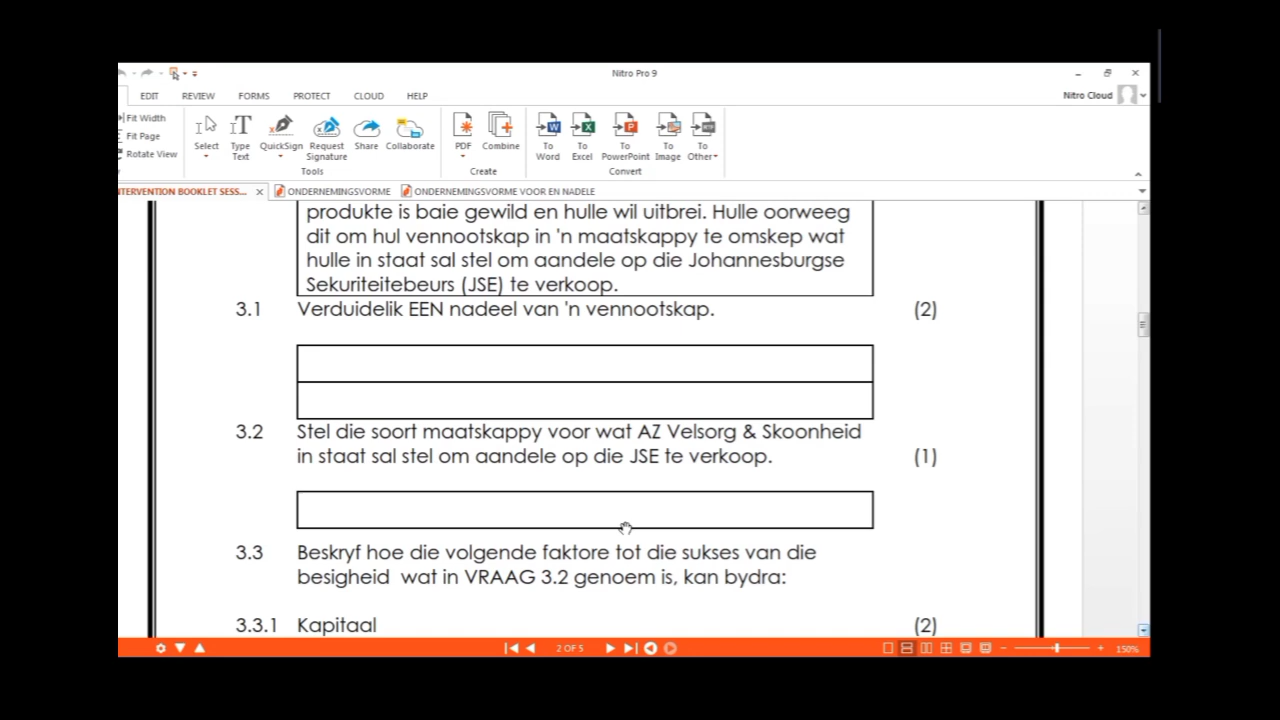 Nitro Pro 9
EDIT REVIEW FORMS PROTECT CLOUD HELP
Nitro Cloud
Fit Width
Fit Page
Rotate View
Select
Type Text
QuickSign
Request Signature
Share
Collaborate
Tools
PDF
Combine
Create
To Word
To Excel
To PowerPoint
To Image
To Other
Convert
NTERVENTION BOOKLET SESS... ONDERNEMINGSVORME ONDERNEMINGSVORME VOOR EN NADELE
produkte is baie gewild en hulle wil uitbrei. Hulle oorweeg
dit om hul vennootskap in 'n maatskappy te omskep wat
hulle in staat sal stel om aandele op die Johannesburgse
Sekuriteitebeurs (JSE) te verkoop.
3.1 Verduidelik EEN nadeel van 'n vennootskap. (2)
3.2 Stel die soort maatskappy voor wat AZ Velsorg & Skoonheid
in staat sal stel om aandele op die JSE te verkoop. (1)
3.3 Beskryf hoe die volgende faktore tot die sukses van die
besigheid wat in VRAAG 3.2 genoem is, kan bydra:
3.3.1 Kapitaal (2)
2 OF 5
150%